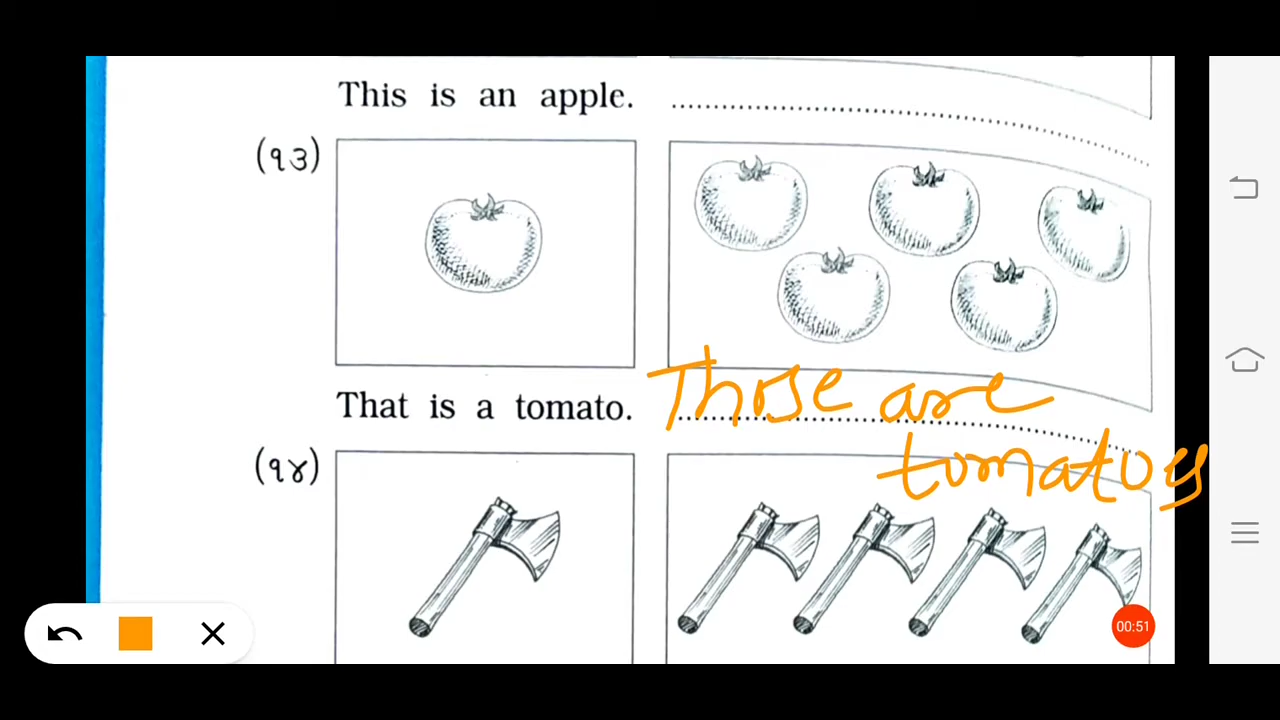 This is an apple. ................
(१३)
That is a tomato. Those are
tomatoes
(१४)
00:51